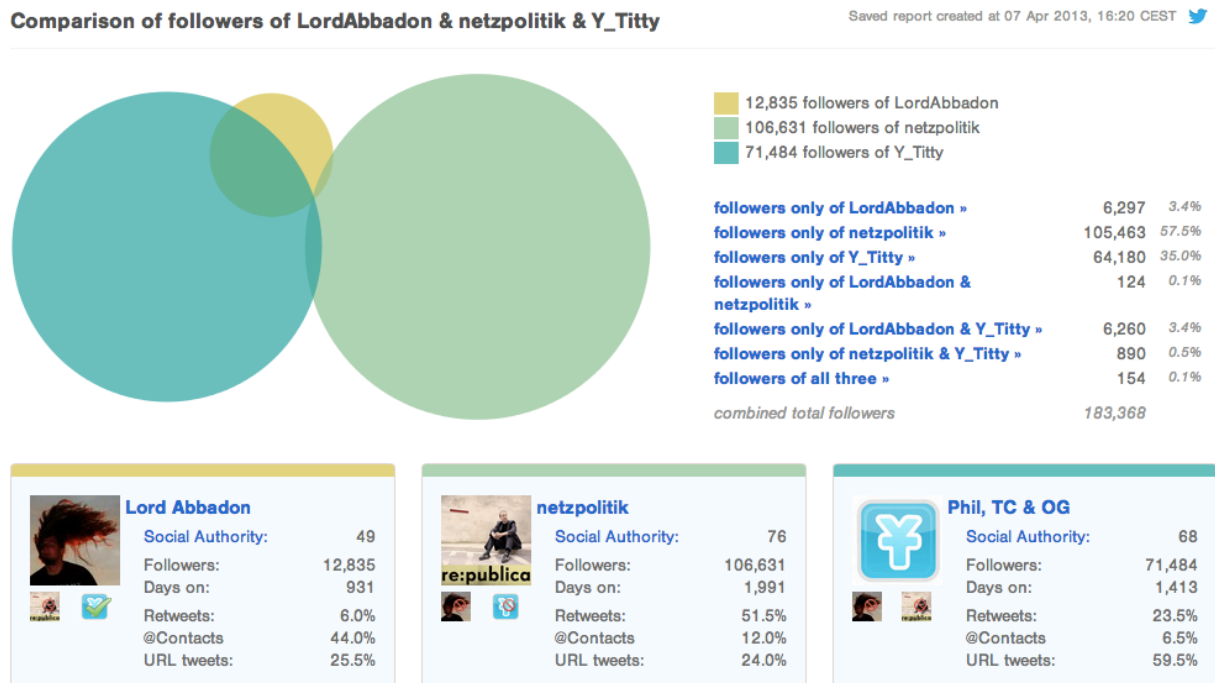 Comparison of followers of LordAbbadon & netzpolitik & Y_Titty
Saved report created at 07 Apr 2013, 16:20 CEST
12,835 followers of LordAbbadon
106,631 followers of netzpolitik
71,484 followers of Y_Titty
followers only of LordAbbadon » 6,297 3.4%
followers only of netzpolitik » 105,463 57.5%
followers only of Y_Titty » 64,180 35.0%
followers only of LordAbbadon & 124 0.1%
netzpolitik »
followers only of LordAbbadon & Y_Titty » 6,260 3.4%
followers only of netzpolitik & Y_Titty » 890 0.5%
followers of all three » 154 0.1%
combined total followers 183,368
Lord Abbadon
Social Authority: 49
Followers: 12,835
Days on: 931
Retweets: 6.0%
@Contacts 44.0%
URL tweets: 25.5%
re:publica
netzpolitik
re:publica
Social Authority: 76
Followers: 106,631
Days on: 1,991
Retweets: 51.5%
@Contacts 12.0%
URL tweets: 24.0%
Phil, TC & OG
Social Authority: 68
Followers: 71,484
Days on: 1,413
Retweets: 23.5%
@Contacts 6.5%
URL tweets: 59.5%
re:publica